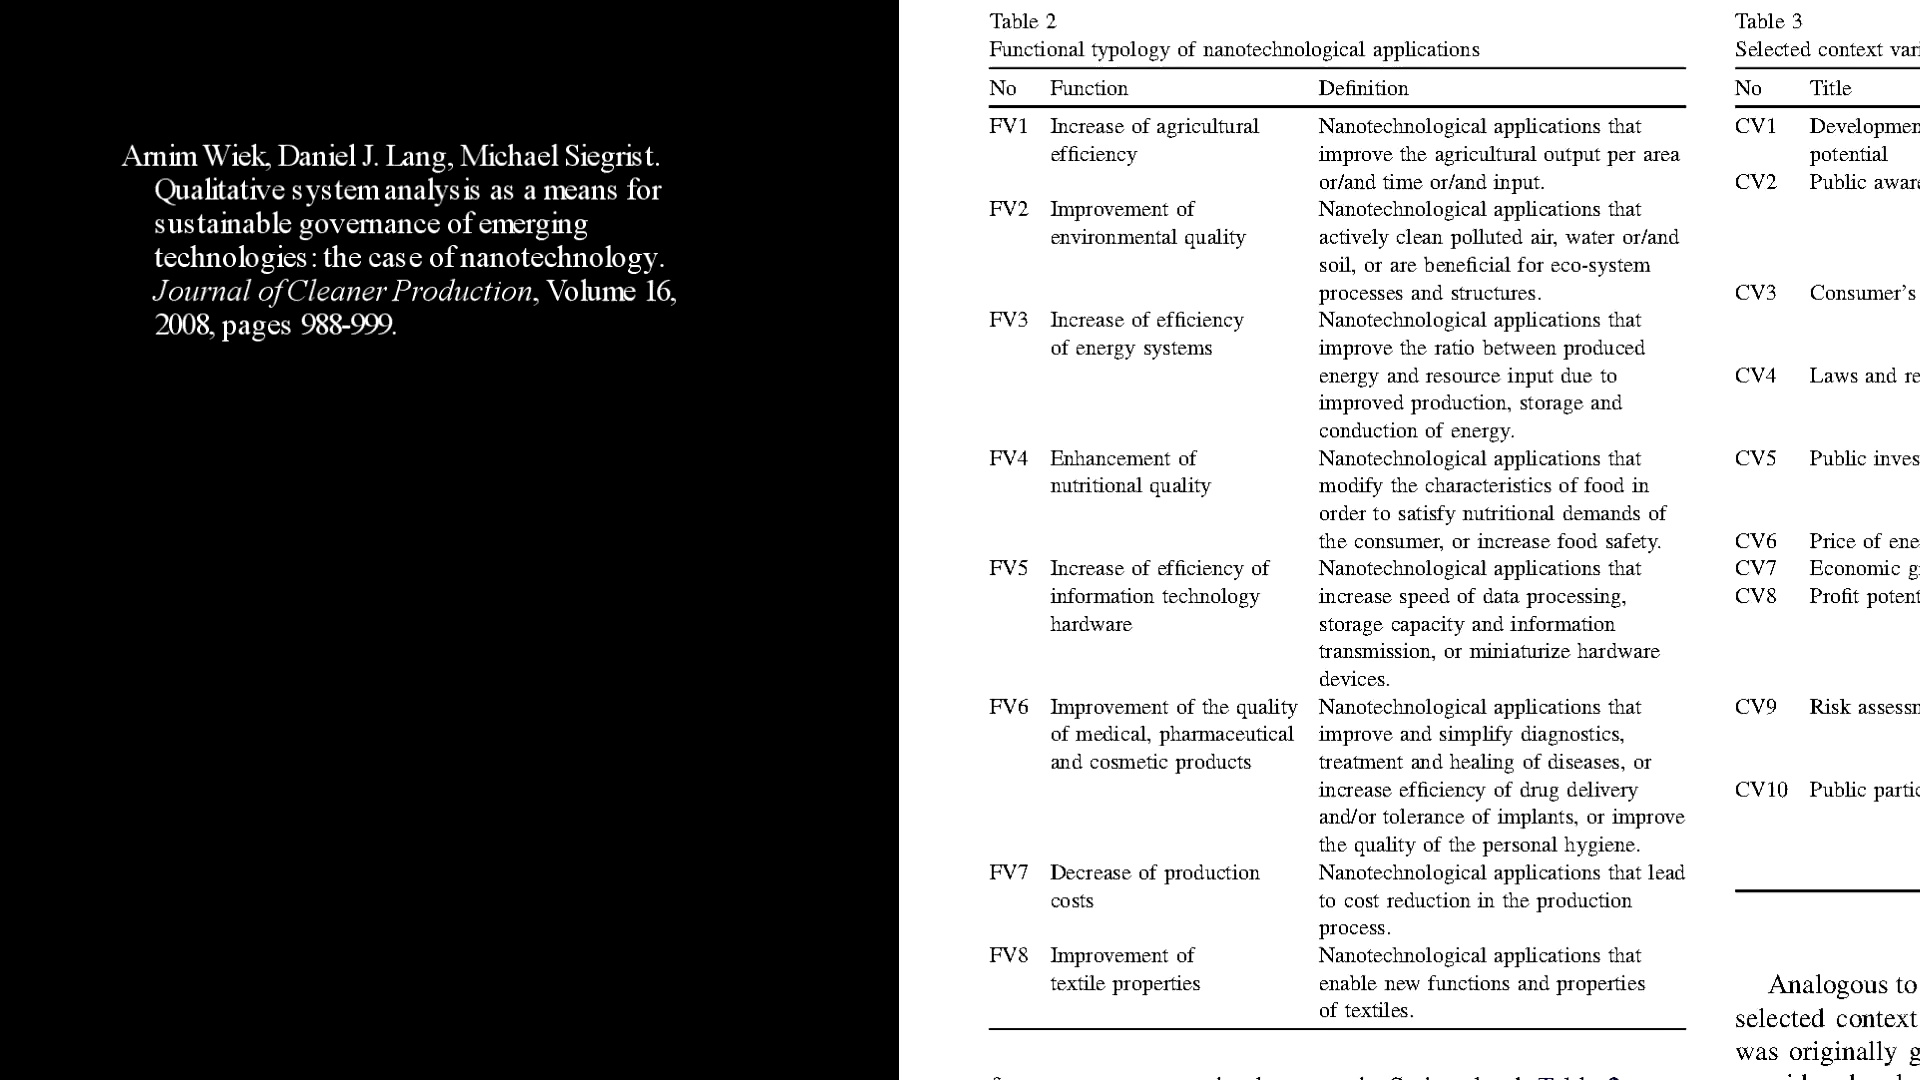 Arnim Wiek, Daniel J. Lang, Michael Siegrist.
Qualitative system analysis as a means for
sustainable governance of emerging
technologies: the case of nanotechnology.
Journal of Cleaner Production, Volume 16,
2008, pages 988-999.
Table 2
Functional typology of nanotechnological applications
No Function Definition
FV1 Increase of agricultural Nanotechnological applications that
efficiency improve the agricultural output per area
or/and time or/and input.
FV2 Improvement of Nanotechnological applications that
environmental quality actively clean polluted air, water or/and
soil, or are beneficial for eco-system
processes and structures.
FV3 Increase of efficiency Nanotechnological applications that
of energy systems improve the ratio between produced
energy and resource input due to
improved production, storage and
conduction of energy.
FV4 Enhancement of Nanotechnological applications that
nutritional quality modify the characteristics of food in
order to satisfy nutritional demands of
the consumer, or increase food safety.
FV5 Increase of efficiency of Nanotechnological applications that
information technology increase speed of data processing,
hardware storage capacity and information
transmission, or miniaturize hardware
devices.
FV6 Improvement of the quality Nanotechnological applications that
of medical, pharmaceutical improve and simplify diagnostics,
and cosmetic products treatment and healing of diseases, or
increase efficiency of drug delivery
and/or tolerance of implants, or improve
the quality of the personal hygiene.
FV7 Decrease of production Nanotechnological applications that lead
costs to cost reduction in the production
process.
FV8 Improvement of Nanotechnological applications that
textile properties enable new functions and properties
of textiles.
Table 3
Selected context vari
No Title
CV1 Developmen
potential
CV2 Public aware
CV3 Consumer's
CV4 Laws and re
CV5 Public inves
CV6 Price of ene
CV7 Economic g
CV8 Profit potent
CV9 Risk assessm
CV10 Public partic
Analogous to
selected context
was originally g